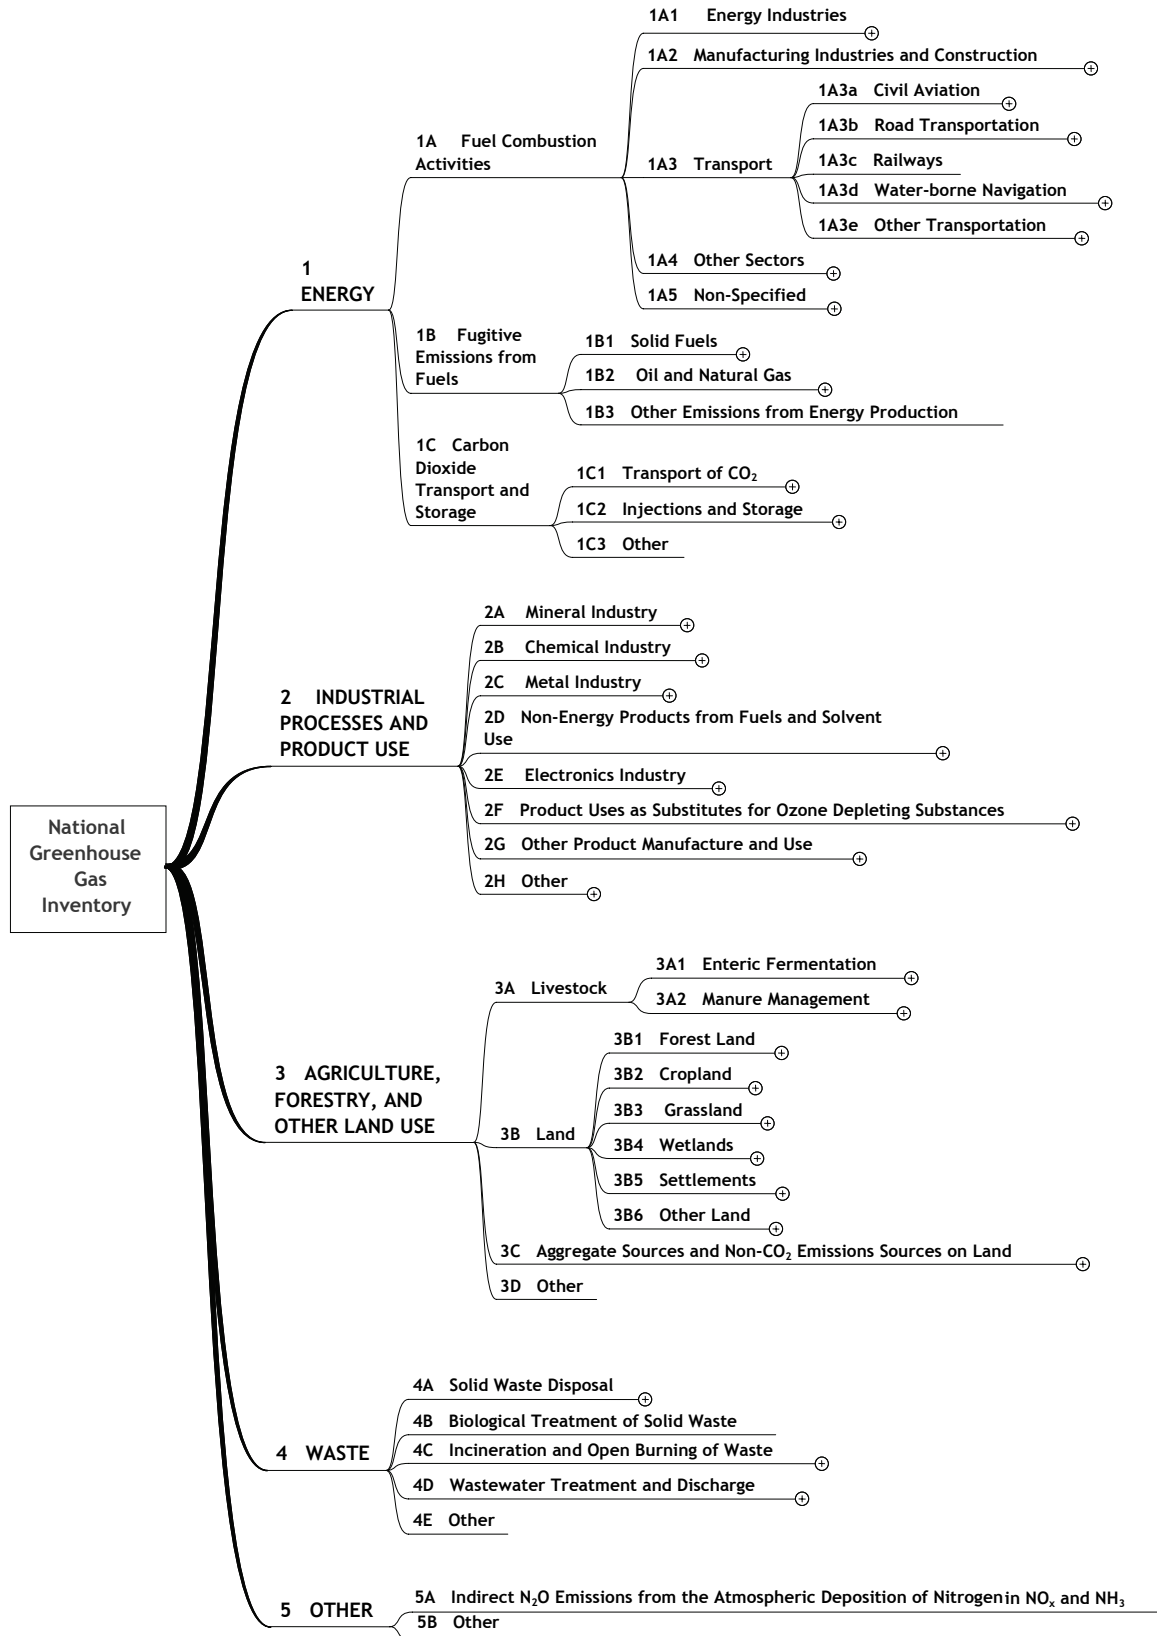 National
Greenhouse
Gas
Inventory
1
ENERGY
1A Fuel Combustion
Activities
1A1 Energy Industries
1A2 Manufacturing Industries and Construction
1A3 Transport
1A3a Civil Aviation
1A3b Road Transportation
1A3c Railways
1A3d Water-borne Navigation
1A3e Other Transportation
1A4 Other Sectors
1A5 Non-Specified
1B Fugitive
Emissions from
Fuels
1B1 Solid Fuels
1B2 Oil and Natural Gas
1B3 Other Emissions from Energy Production
1C Carbon
Dioxide
Transport and
Storage
1C1 Transport of CO₂
1C2 Injections and Storage
1C3 Other
2 INDUSTRIAL
PROCESSES AND
PRODUCT USE
2A Mineral Industry
2B Chemical Industry
2C Metal Industry
2D Non-Energy Products from Fuels and Solvent
Use
2E Electronics Industry
2F Product Uses as Substitutes for Ozone Depleting Substances
2G Other Product Manufacture and Use
2H Other
3 AGRICULTURE,
FORESTRY, AND
OTHER LAND USE
3A Livestock
3A1 Enteric Fermentation
3A2 Manure Management
3B Land
3B1 Forest Land
3B2 Cropland
3B3 Grassland
3B4 Wetlands
3B5 Settlements
3B6 Other Land
3C Aggregate Sources and Non-CO₂ Emissions Sources on Land
3D Other
4 WASTE
4A Solid Waste Disposal
4B Biological Treatment of Solid Waste
4C Incineration and Open Burning of Waste
4D Wastewater Treatment and Discharge
4E Other
5 OTHER
5A Indirect N₂O Emissions from the Atmospheric Deposition of Nitrogen in NOₓ and NH₃
5B Other